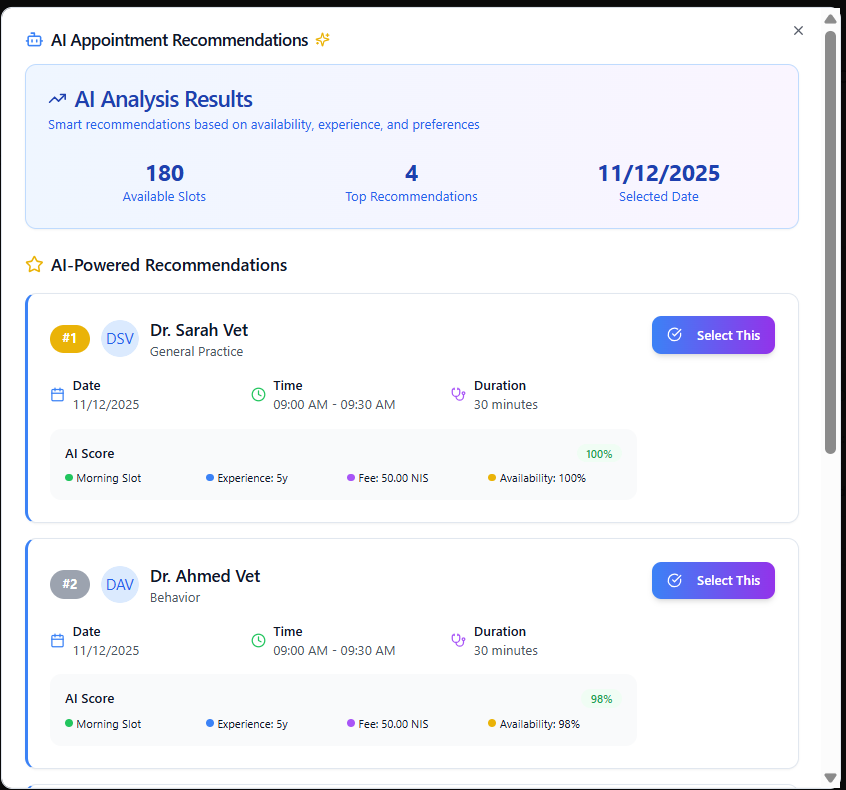 AI Appointment Recommendations
AI Analysis Results
Smart recommendations based on availability, experience, and preferences
180 4 11/12/2025
Available Slots Top Recommendations Selected Date
AI-Powered Recommendations
#1 DSV Dr. Sarah Vet
General Practice
Select This
Date Time Duration
11/12/2025 09:00 AM - 09:30 AM 30 minutes
AI Score 100%
Morning Slot Experience: 5y Fee: 50.00 NIS Availability: 100%
#2 DAV Dr. Ahmed Vet
Behavior
Select This
Date Time Duration
11/12/2025 09:00 AM - 09:30 AM 30 minutes
AI Score 98%
Morning Slot Experience: 5y Fee: 50.00 NIS Availability: 98%